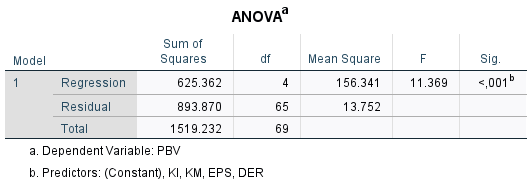 ANOVAa
Model Sum of Squares df Mean Square F Sig.
1 Regression 625.362 4 156.341 11.369 <,001b
Residual 893.870 65 13.752
Total 1519.232 69
a. Dependent Variable: PBV
b. Predictors: (Constant), KI, KM, EPS, DER